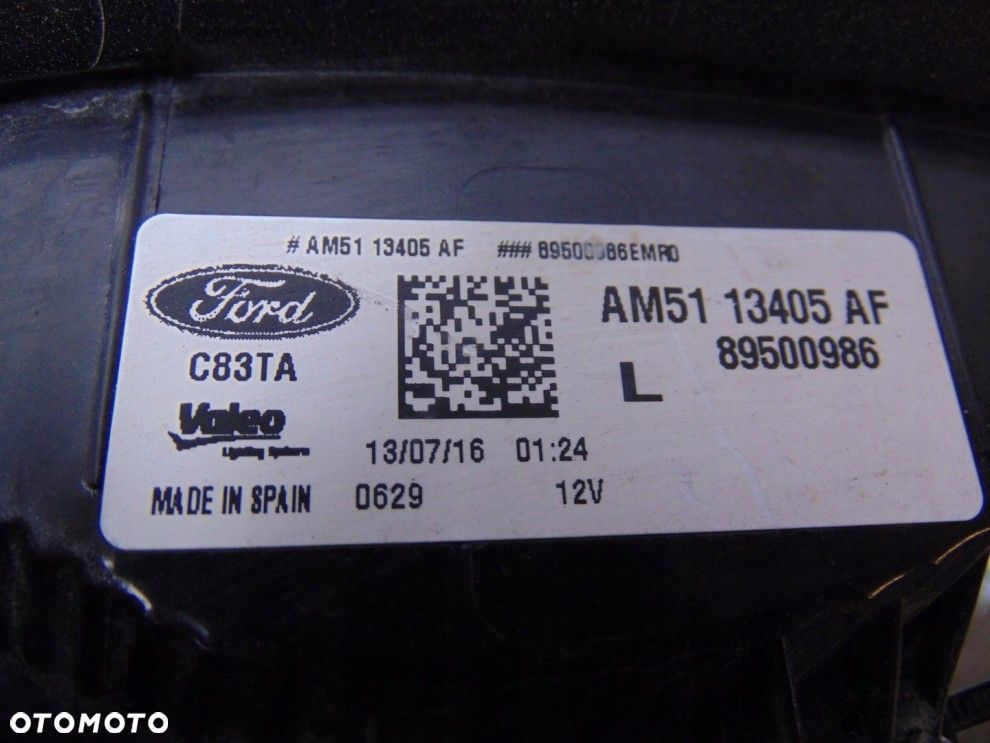 # AM51 13405 AF ### 89500986EMR0
Ford
AM51 13405 AF
C83TA
L
89500986
Valeo
Lighting Systems
13/07/16 01:24
MADE IN SPAIN 0629 12V
OTOMOTO